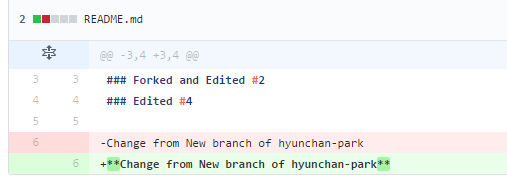 2 README.md
@@ -3,4 +3,4 @@
3 3 ### Forked and Edited #2
4 4 ### Edited #4
5 5
6 -Change from New branch of hyunchan-park
6 +**Change from New branch of hyunchan-park**